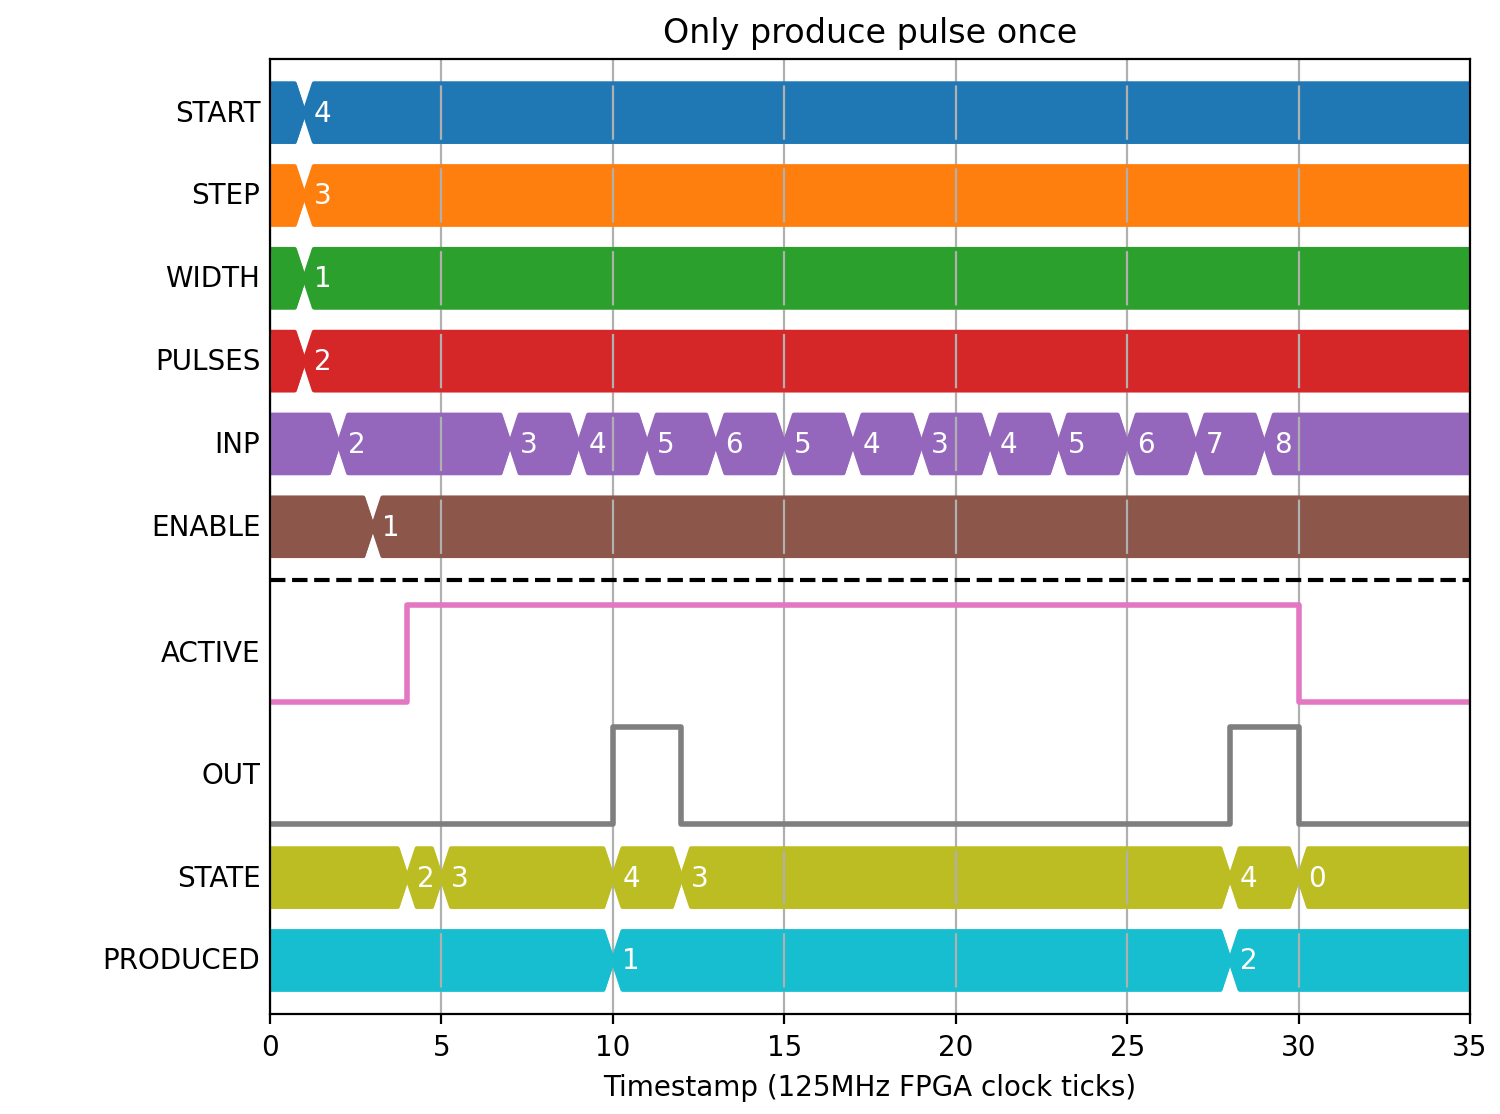 Only produce pulse once
START 4
STEP 3
WIDTH 1
PULSES 2
INP 2 3 4 5 6 5 4 3 4 5 6 7 8
ENABLE 1
ACTIVE
OUT
STATE 2 3 4 3 4 0
PRODUCED 1 2
0 5 10 15 20 25 30 35
Timestamp (125MHz FPGA clock ticks)